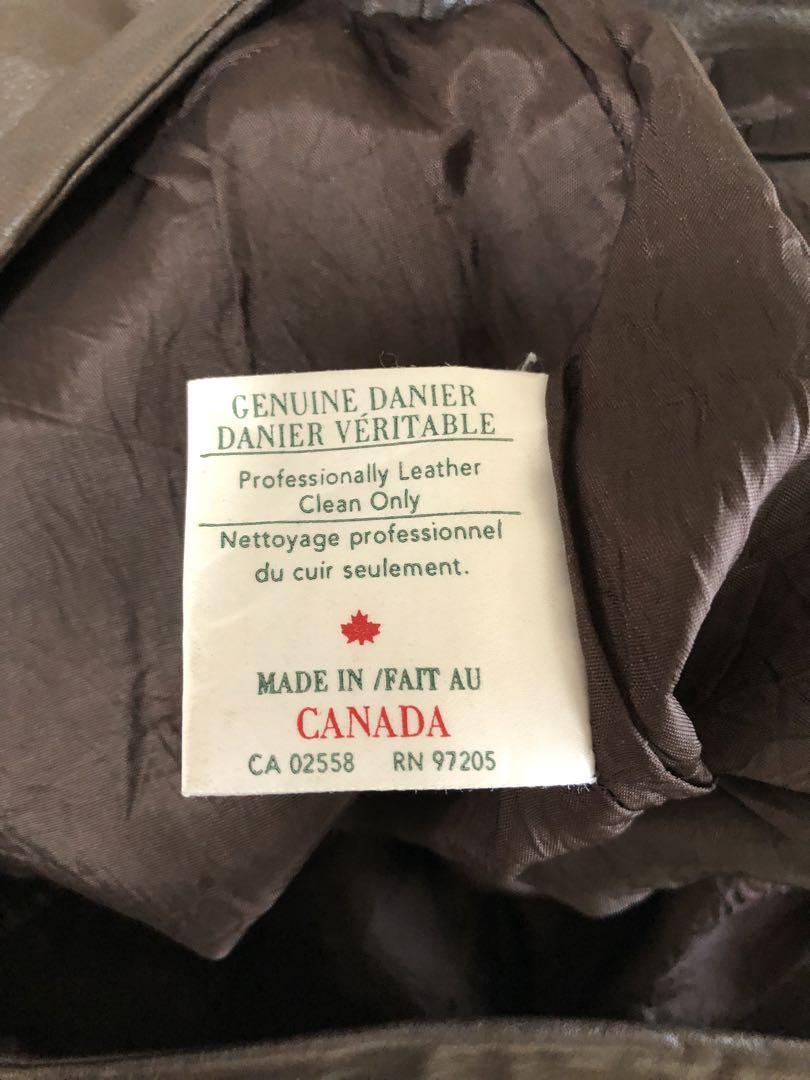 GENUINE DANIER
DANIER VÉRITABLE
Professionally Leather
Clean Only
Nettoyage professionnel
du cuir seulement.
MADE IN /FAIT AU
CANADA
CA 02558 RN 97205